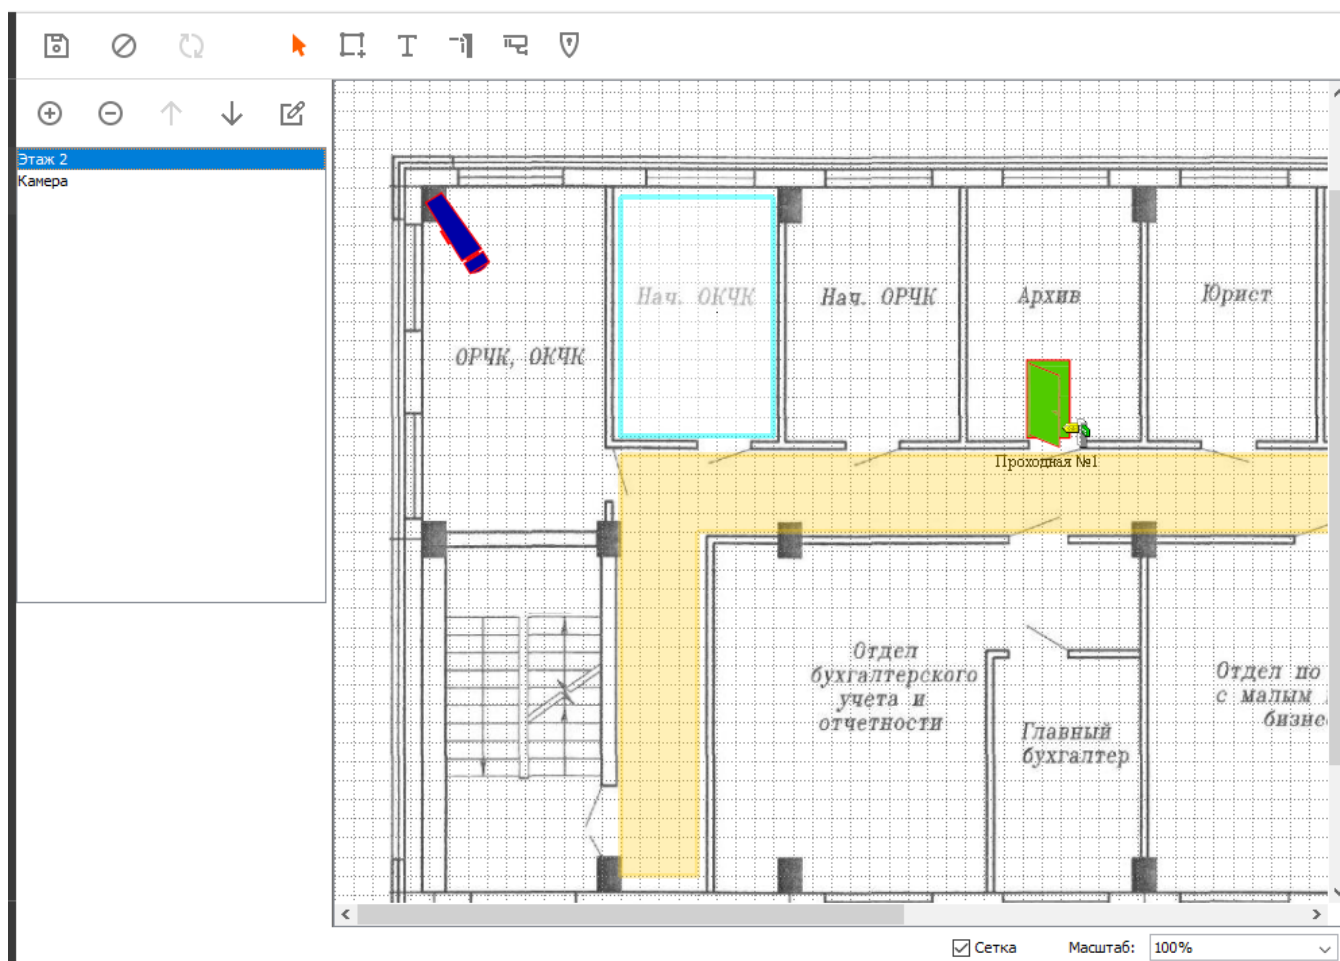 Этаж 2
Камера
Нач. ОКЧК
Нач. ОРЧК
Архив
Юрист
ОРЧК, ОКЧК
Проходная №1
Отдел
бухгалтерского
учета и
отчетности
Главный
бухгалтер
Отдел по
с малым
бизне
Сетка
Масштаб:
100%